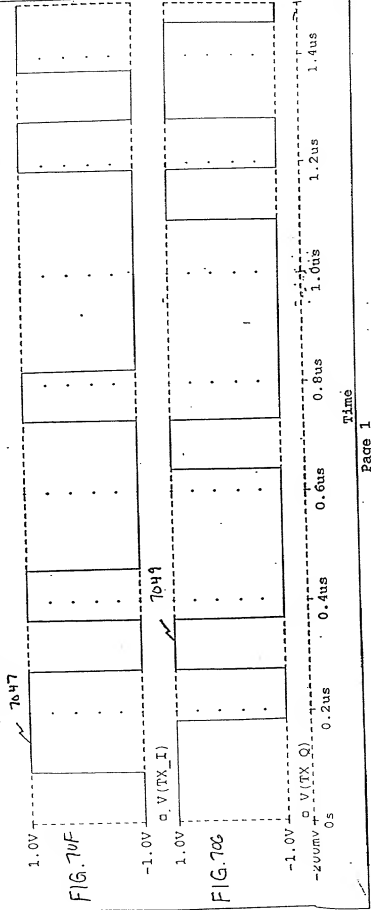 1.0V
7047
FIG. 70F
-1.0V
□ V(TX_I)
1.0V
7049
FIG. 70G
-1.0V
□ V(TX_Q)
-200mV
0s
0.2us
0.4us
0.6us
0.8us
1.0us
1.2us
1.4us
Time
Page 1